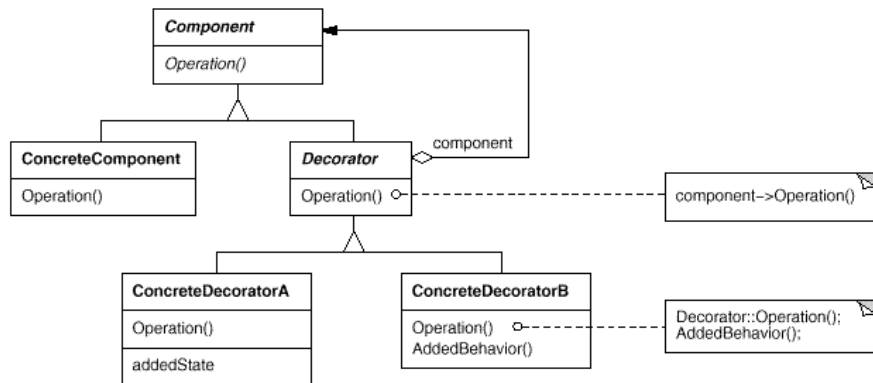 Component
Operation()
component
ConcreteComponent
Operation()
Decorator
Operation()
component->Operation()
ConcreteDecoratorA
Operation()
addedState
ConcreteDecoratorB
Operation()
AddedBehavior()
Decorator::Operation();
AddedBehavior();